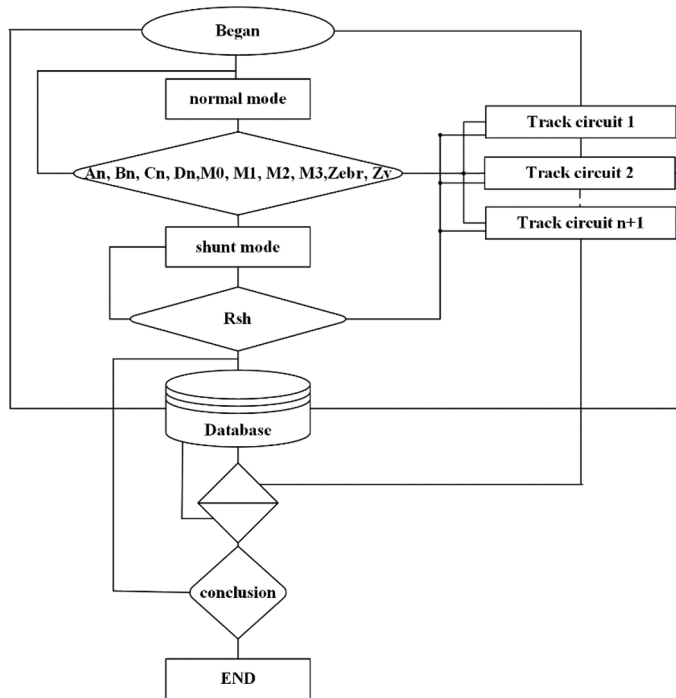 Began
normal mode
Track circuit 1
An, Bn, Cn, Dn,M0, M1, M2, M3,Zebr, Zv
Track circuit 2
Track circuit n+1
shunt mode
Rsh
Database
conclusion
END